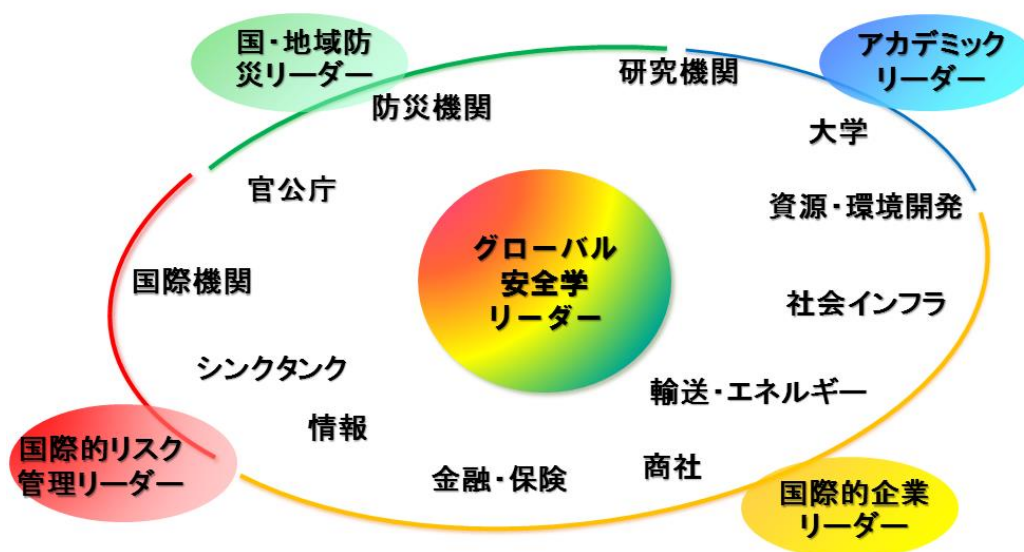 国・地域防
災リーダー
アカデミック
リーダー
研究機関
防災機関
大学
官公庁
資源・環境開発
グローバル
安全学
リーダー
国際機関
社会インフラ
シンクタンク
輸送・エネルギー
情報
国際的リスク
管理リーダー
金融・保険
商社
国際的企業
リーダー